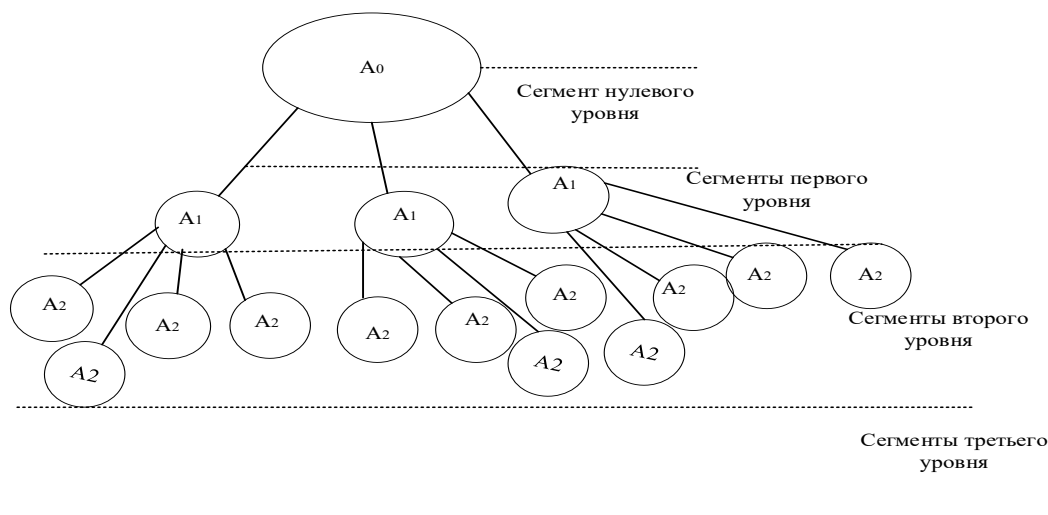 A0
Сегмент нулевого
уровня
A1
A1
A1
Сегменты первого
уровня
A2
A2
A2
A2
A2
A2
A2
A2
A2
A2
A2
A2
Сегменты второго
уровня
Сегменты третьего
уровня